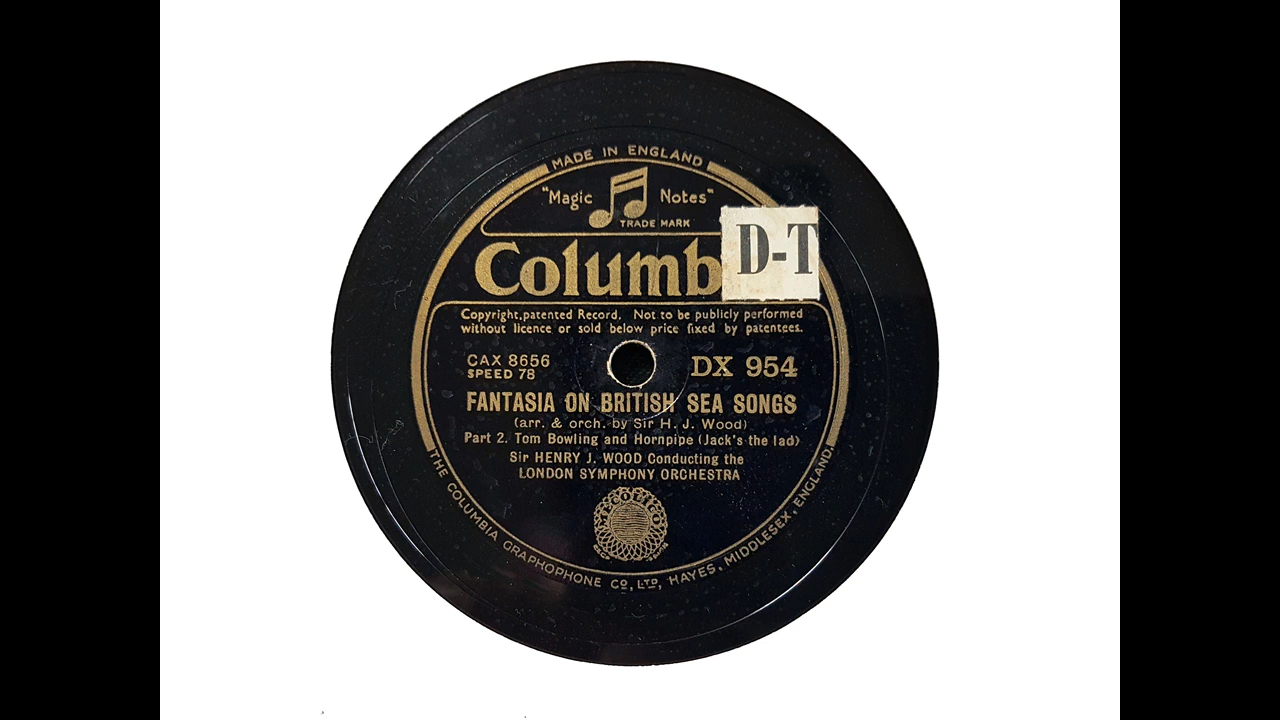 MADE IN ENGLAND
"Magic Notes"
TRADE MARK
Columb
D-T
Copyright, patented Record. Not to be publicly performed
without licence or sold below price fixed by patentees.
CAX 8656
SPEED 78
DX 954
FANTASIA ON BRITISH SEA SONGS
(arr. & orch. by Sir H. J. Wood)
Part 2. Tom Bowling and Hornpipe (Jack's the lad)
Sir HENRY J. WOOD Conducting the
LONDON SYMPHONY ORCHESTRA
THE COLUMBIA GRAPHOPHONE CO, LTD, HAYES, MIDDLESEX, ENGLAND.